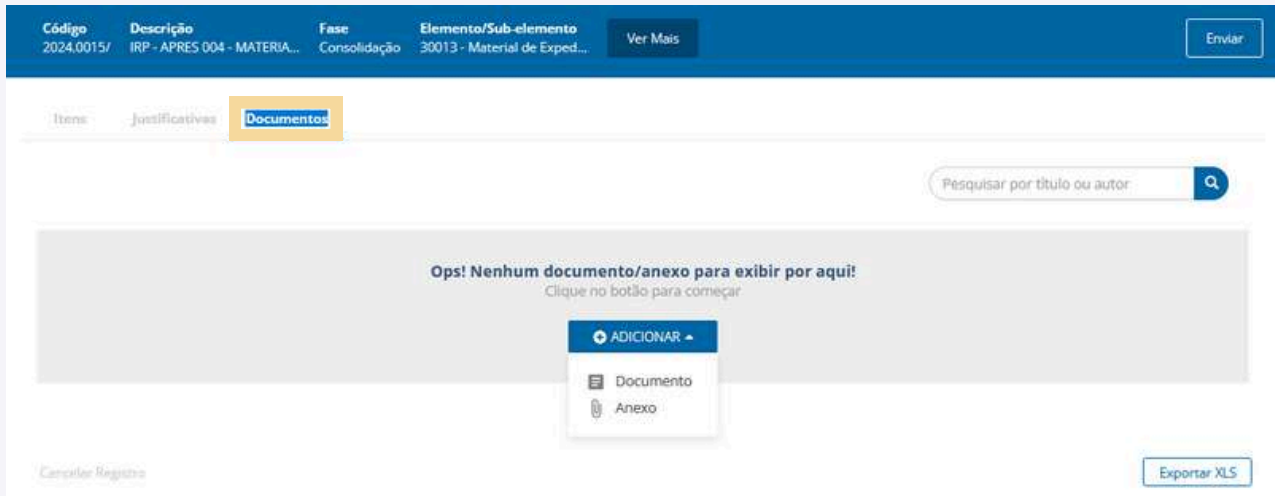 Código Descrição Fase Elemento/Sub-elemento
2024.0015/ IRP - APRES 004 - MATERIA... Consolidação 30013 - Material de Exped... Ver Mais Enviar
Itens Justificativas Documentos
Pesquisar por título ou autor
Ops! Nenhum documento/anexo para exibir por aqui!
Clique no botão para começar
ADICIONAR
Documento
Anexo
Cancelar Registro Exportar XLS